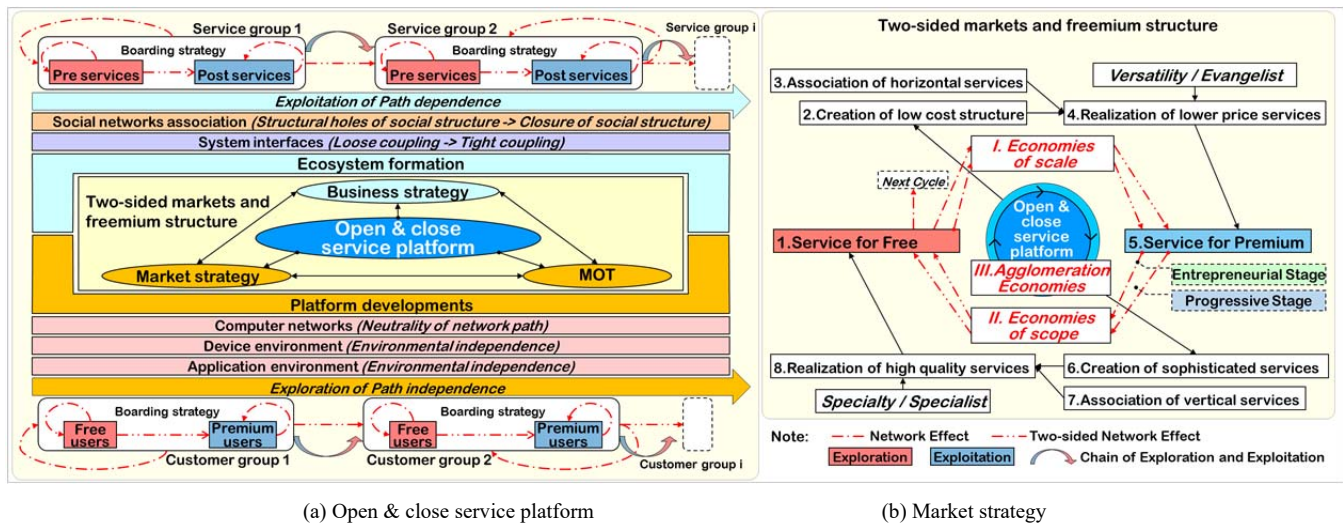 Service group 1
Service group 2
Service group i
Boarding strategy
Boarding strategy
Pre services
Post services
Pre services
Post services
Exploitation of Path dependence
Social networks association (Structural holes of social structure -> Closure of social structure)
System interfaces (Loose coupling -> Tight coupling)
Ecosystem formation
Two-sided markets and
freemium structure
Business strategy
Open & close
service platform
Market strategy
MOT
Platform developments
Computer networks (Neutrality of network path)
Device environment (Environmental independence)
Application environment (Environmental independence)
Exploration of Path independence
Boarding strategy
Boarding strategy
Free
users
Premium
users
Free
users
Premium
users
Customer group 1
Customer group 2
Customer group i
(a) Open & close service platform
Two-sided markets and freemium structure
3.Association of horizontal services
Versatility / Evangelist
2.Creation of low cost structure
4.Realization of lower price services
I. Economies
of scale
Next Cycle
Open &
close
service
platform
1.Service for Free
5.Service for Premium
III.Agglomeration
Economies
Entrepreneurial Stage
Progressive Stage
II. Economies
of scope
8.Realization of high quality services
6.Creation of sophisticated services
Specialty / Specialist
7.Association of vertical services
Note:
Network Effect
Two-sided Network Effect
Exploration
Exploitation
Chain of Exploration and Exploitation
(b) Market strategy